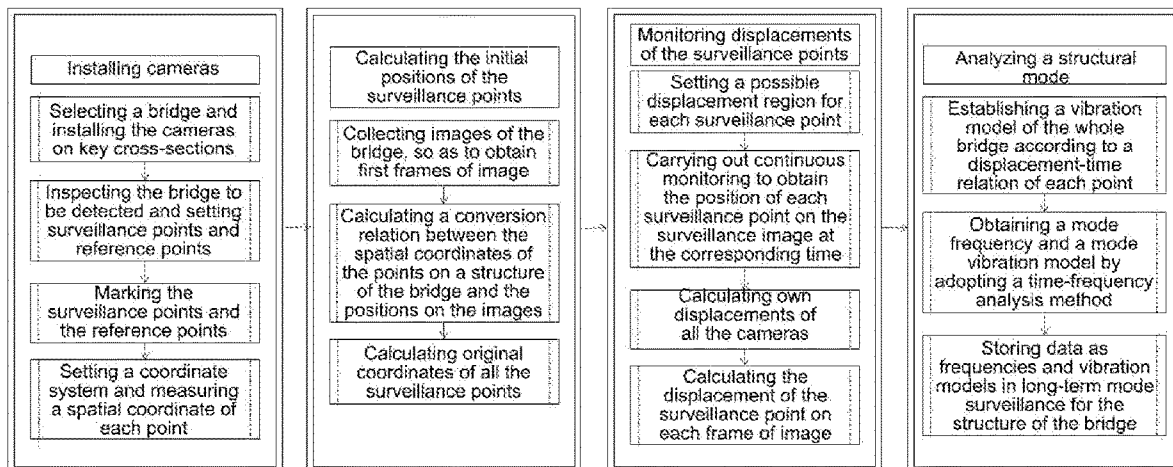 Installing cameras
Selecting a bridge and
installing the cameras
on key cross-sections
Inspecting the bridge to
be detected and setting
surveillance points and
reference points
Marking the
surveillance points and
the reference points
Setting a coordinate
system and measuring
a spatial coordinate of
each point
Calculating the initial
positions of the
surveillance points
Collecting images of the
bridge, so as to obtain
first frames of image
Calculating a conversion
relation between the
spatial coordinates of
the points on a structure
of the bridge and the
positions on the images
Calculating original
coordinates of all the
surveillance points
Monitoring displacements
of the surveillance points
Setting a possible
displacement region for
each surveillance point
Carrying out continuous
monitoring to obtain
the position of each
surveillance point on the
surveillance image at
the corresponding time
Calculating own
displacements of
all the cameras
Calculating the
displacement of the
surveillance point on
each frame of image
Analyzing a structural
mode
Establishing a vibration
model of the whole
bridge according to a
displacement-time
relation of each point
Obtaining a mode
frequency and a mode
vibration model by
adopting a time-frequency
analysis method
Storing data as
frequencies and vibration
models in long-term mode
surveillance for the
structure of the bridge